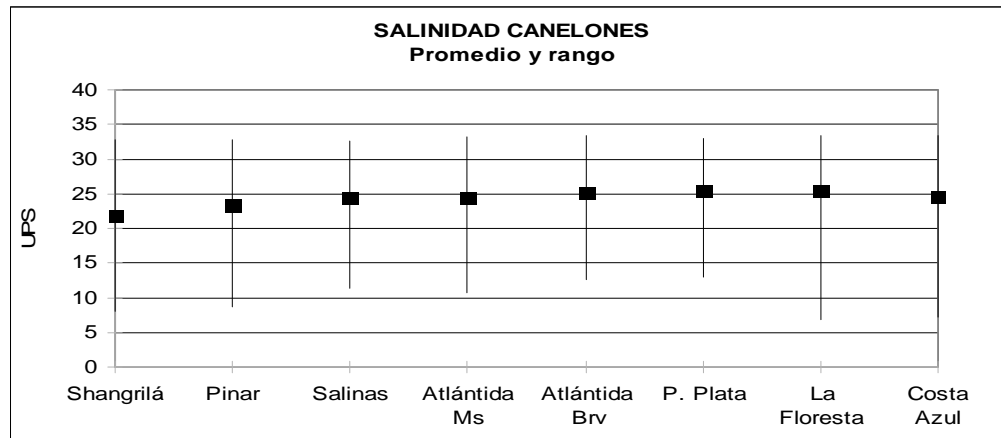 SALINIDAD CANELONES
Promedio y rango
UPS
40
35
30
25
20
15
10
5
0
Shangrilá
Pinar
Salinas
Atlántida
Ms
Atlántida
Brv
P. Plata
La
Floresta
Costa
Azul